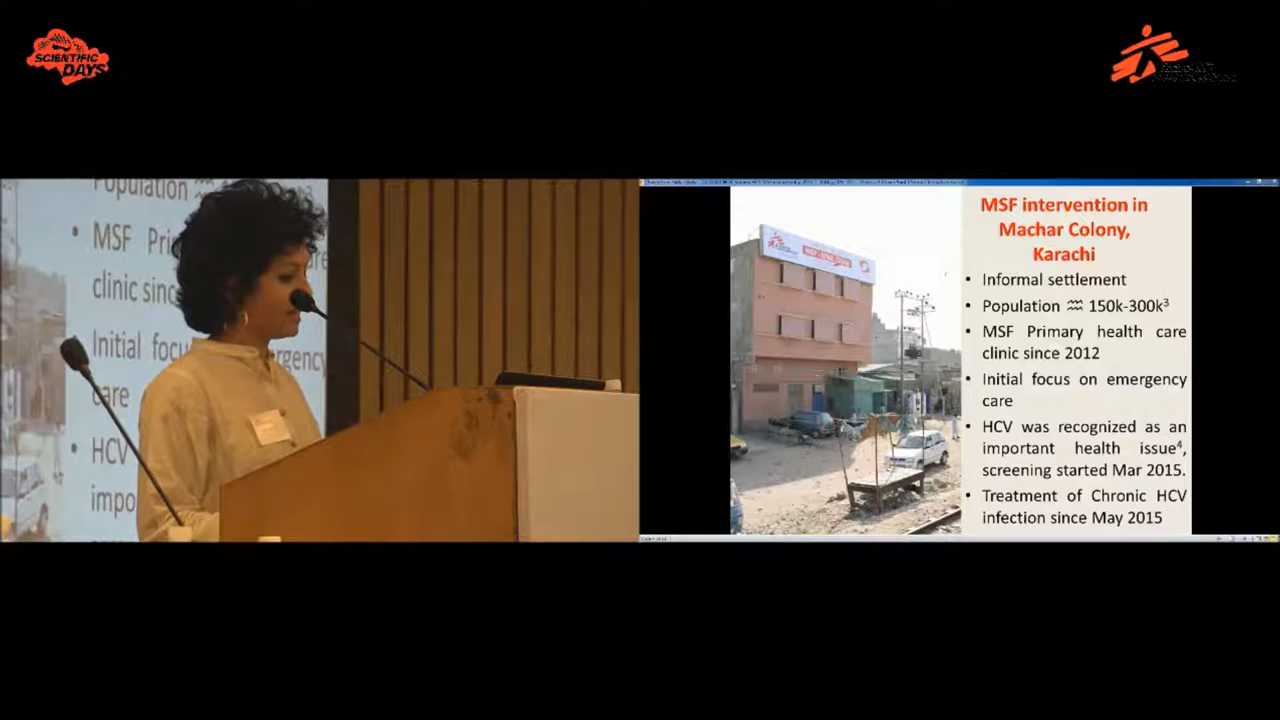 SCIENTIFIC
DAYS
Population
MSF Pri
clinic sinc
Initial focu
ergency
care
HCV
impo
MSF intervention in
Machar Colony,
Karachi
• Informal settlement
• Population ♒ 150k-300k³
• MSF Primary health care
clinic since 2012
• Initial focus on emergency
care
• HCV was recognized as an
important health issue⁴,
screening started Mar 2015.
• Treatment of Chronic HCV
infection since May 2015